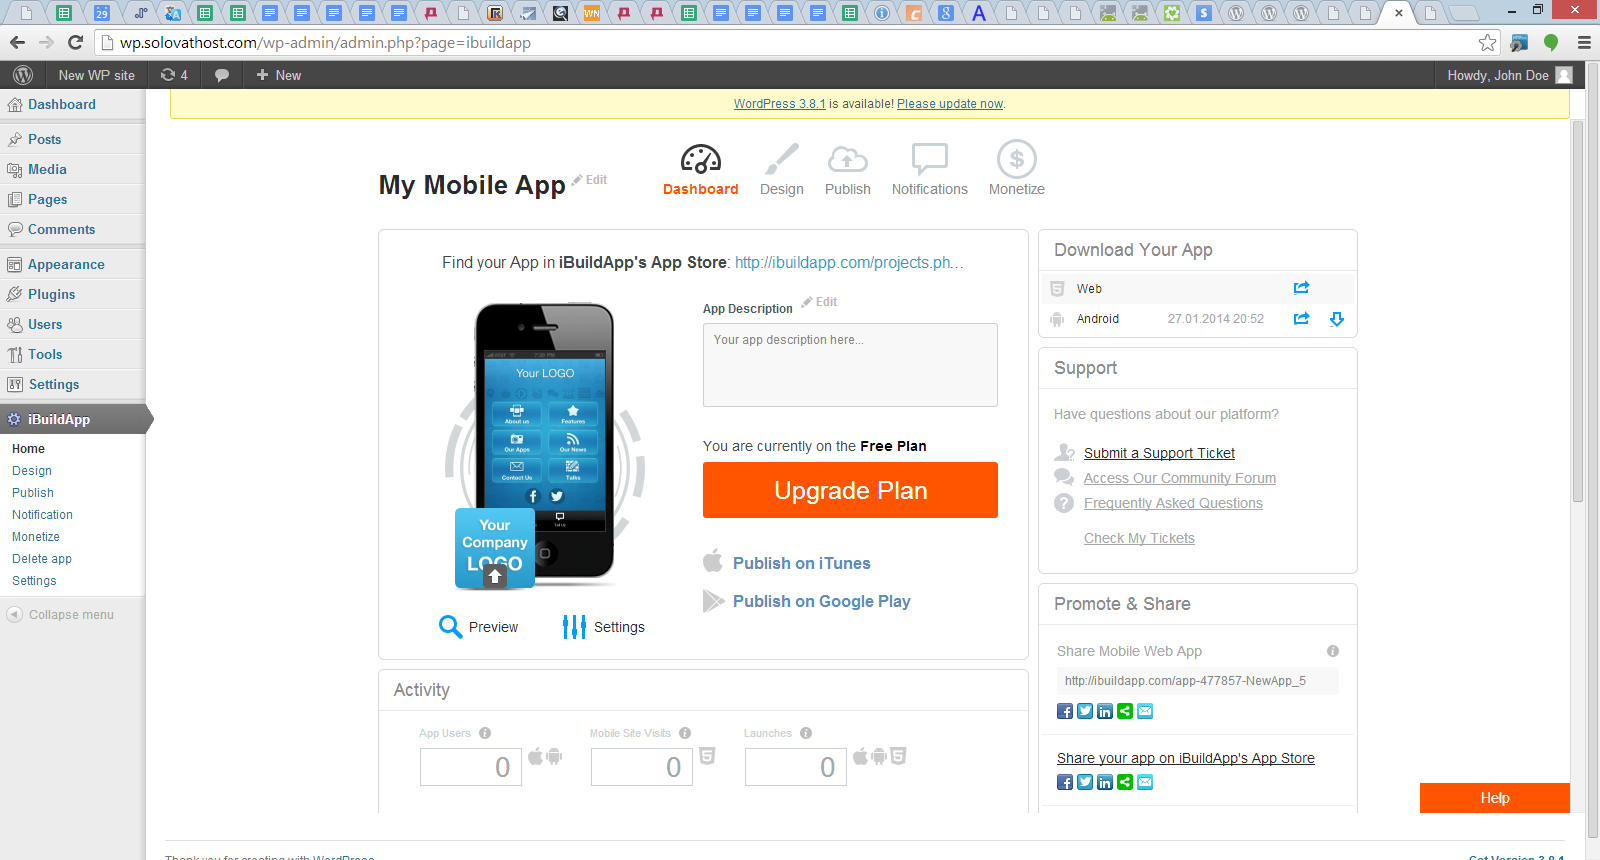 wp.solovathost.com/wp-admin/admin.php?page=ibuildapp
New WP site
4
New
Howdy, John Doe
WordPress 3.8.1 is available! Please update now.
Dashboard
Posts
Media
Pages
Comments
Appearance
Plugins
Users
Tools
Settings
iBuildApp
Home
Design
Publish
Notification
Monetize
Delete app
Settings
Collapse menu
My Mobile App
Edit
Dashboard
Design
Publish
Notifications
Monetize
Find your App in iBuildApp's App Store: http://ibuildapp.com/projects.ph...
Your LOGO
About us
Features
Our Apps
Our News
Contact Us
Talks
Your
Company
LOGO
Preview
Settings
App Description
Edit
Your app description here...
You are currently on the Free Plan
Upgrade Plan
Publish on iTunes
Publish on Google Play
Activity
App Users
0
Mobile Site Visits
0
Launches
0
Download Your App
Web
Android
27.01.2014 20:52
Support
Have questions about our platform?
Submit a Support Ticket
Access Our Community Forum
Frequently Asked Questions
Check My Tickets
Promote & Share
Share Mobile Web App
http://ibuildapp.com/app-477857-NewApp_5
Share your app on iBuildApp's App Store
Help
Thank you for creating with WordPress.
Get Version 3.8.1